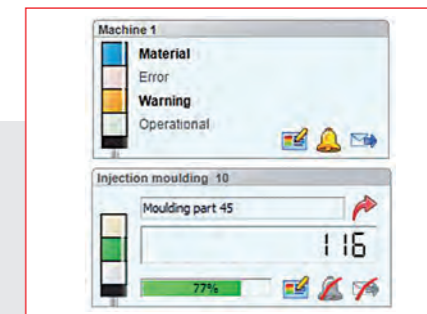 Machine 1
Material
Error
Warning
Operational
Injection moulding 10
Moulding part 45
116
77%